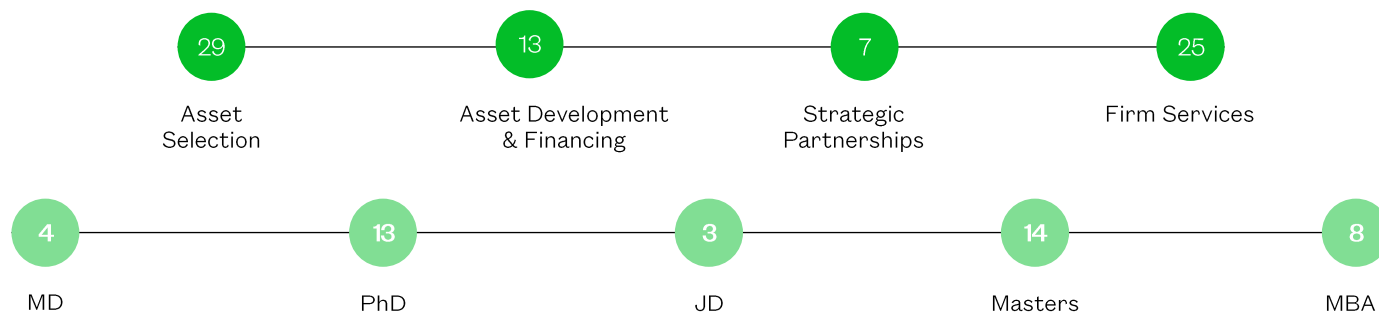 29
13
7
25
Asset
Selection
Asset Development
& Financing
Strategic
Partnerships
Firm Services
4
13
3
14
8
MD
PhD
JD
Masters
MBA